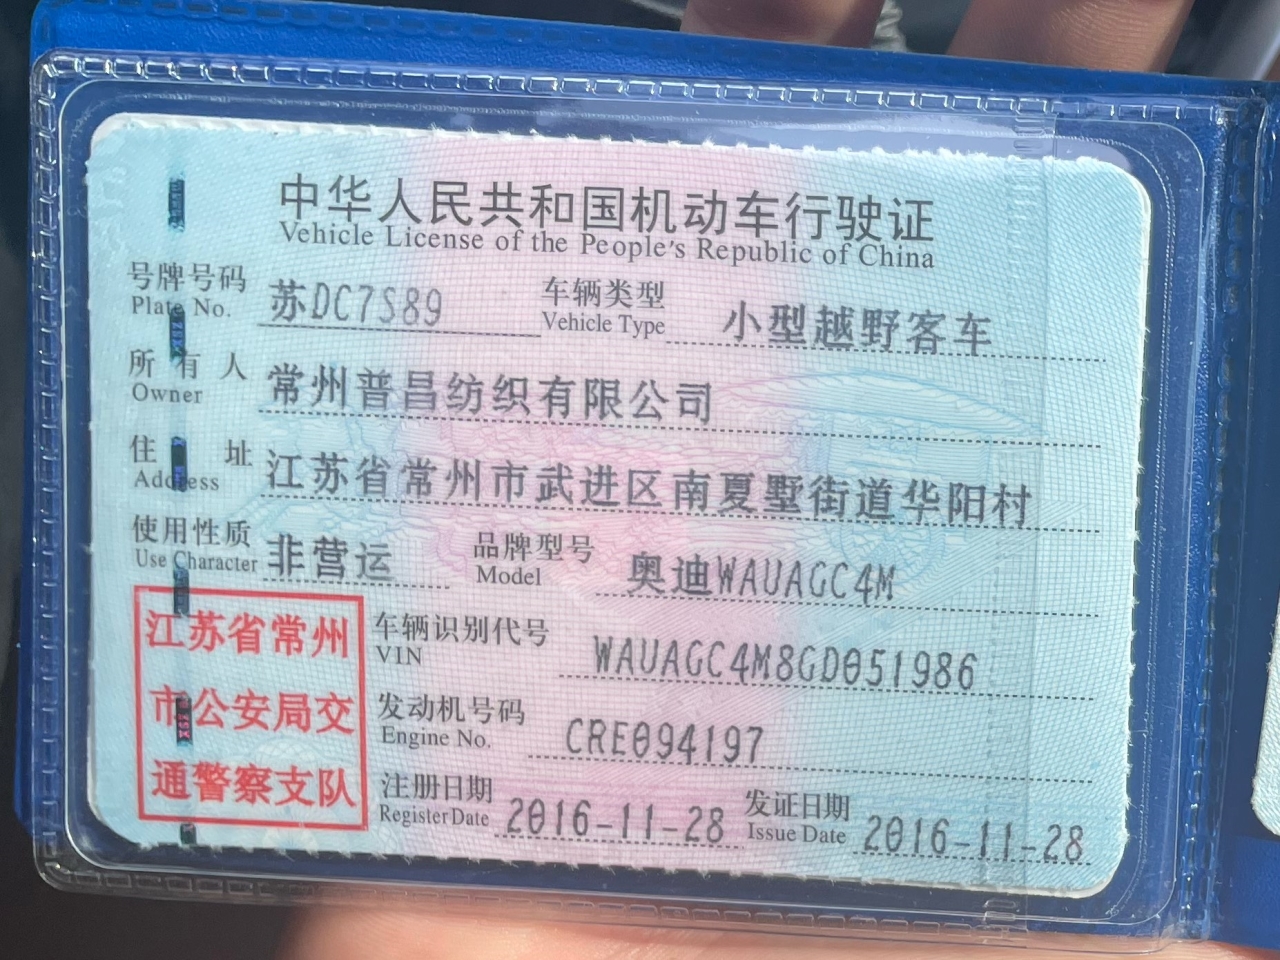 中华人民共和国机动车行驶证
Vehicle License of the People's Republic of China
号牌号码 苏DC7S89 车辆类型 小型越野客车
Plate No. Vehicle Type
所有人 常州普昌纺织有限公司
Owner
住址 江苏省常州市武进区南夏墅街道华阳村
Address
使用性质 非营运 品牌型号 奥迪WAUAGC4M
Use Character Model
江苏省常州
市公安局交
通警察支队
车辆识别代号 WAUAGC4M8GD051986
VIN
发动机号码 CRE094197
Engine No.
注册日期 2016-11-28 发证日期 2016-11-28
Register Date Issue Date